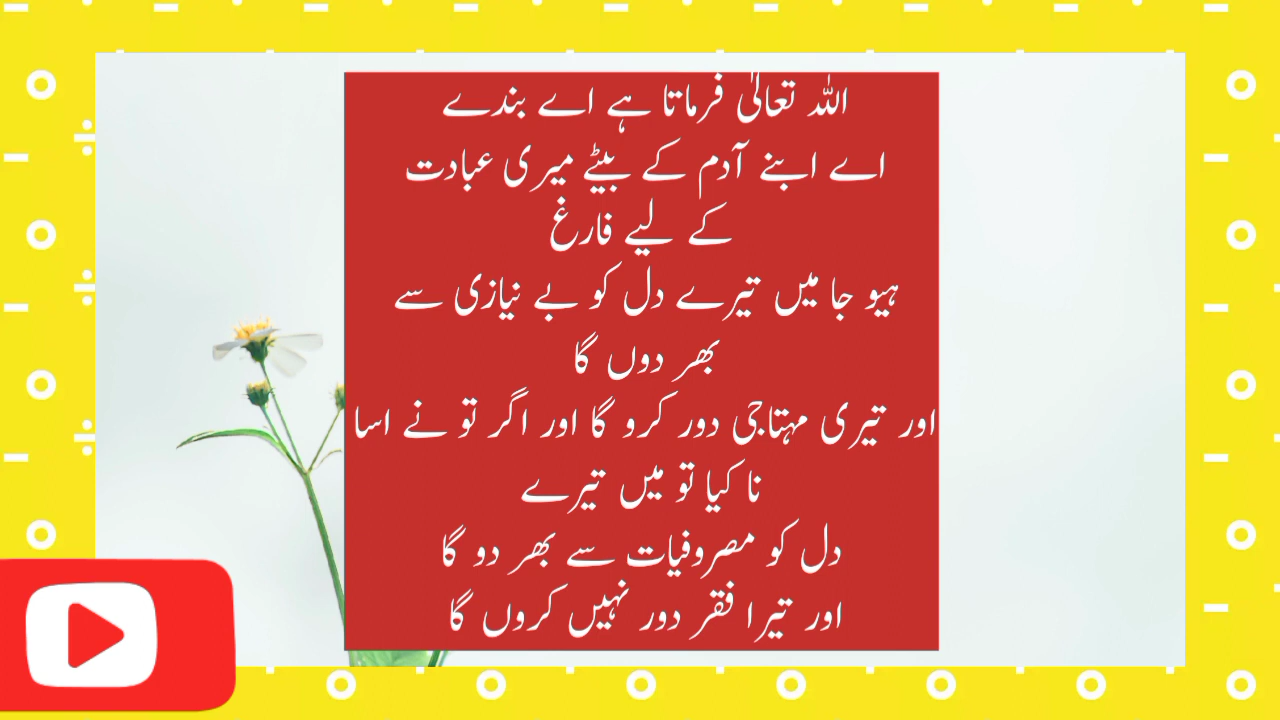 اللہ تعالیٰ فرماتا ہے اے بندے
اے ابنے آدم کے بیٹے میری عبادت
کے لیے فارغ
ہیو جا میں تیرے دل کو بے نیازی سے
بھر دوں گا
اور تیری مہتاجی دور کرو گا اور اگر تو نے اسا
نا کیا تو میں تیرے
دل کو مصروفیات سے بھر دو گا
اور تیرا فقر دور نہیں کروں گا